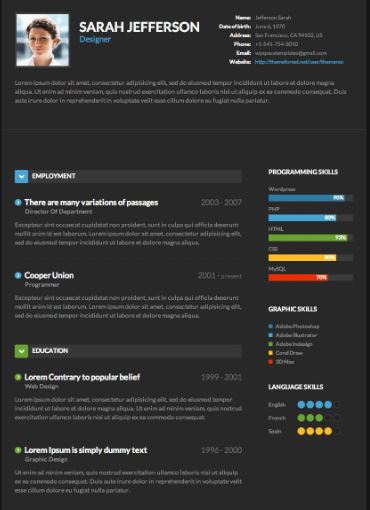 SARAH JEFFERSON
Designer
Name: Jefferson Sarah
Date of birth: June 6, 1970
Address: San Francisco, CA 94102, US
Phone: +1-541-754-3010
Email: wpspacetemplates@gmail.com
Website: http://themeforest.net/user/themeres
Lorem ipsum dolor sit amet, consectetur adipisicing elit, sed do eiusmod tempor incididunt ut labore et dolore magna
aliqua. Ut enim ad minim veniam, quis nostrud exercitation ullamco laboris nisi ut aliquip ex ea commodo consequat. Duis
aute irure dolor in reprehenderit in voluptate velit esse cillum dolore eu fugiat nulla pariatur.
EMPLOYMENT
There are many variations of passages 2003 - 2007
Director Of Department
Excepteur sint occaecat cupidatat non proident, sunt in culpa qui officia deserunt
mollit anim id est laborum. Lorem ipsum dolor sit amet, consectetur adipisicing elit,
sed do eiusmod tempor incididunt ut labore et dolore magna
Cooper Union 2001 - present
Programmer
Excepteur sint occaecat cupidatat non proident, sunt in culpa qui officia deserunt
mollit anim id est laborum. Lorem ipsum dolor sit amet, consectetur adipisicing elit,
sed do eiusmod tempor incididunt ut labore et dolore magna
EDUCATION
Lorem Contrary to popular belief 1999 - 2001
Web Design
Lorem ipsum dolor sit amet, consectetur adipisicing elit, sed do eiusmod tempor
incididunt ut labore et dolore magna aliqua. Ut enim ad minim veniam, quis nostrud
exercitation ullamco laboris nisi ut aliquip ex ea commodo consequat.
Lorem Ipsum is simply dummy text 1996 - 2000
Graphic Design
Ut enim ad minim veniam, quis nostrud exercitation ullamco laboris nisi ut aliquip
ex ea commodo consequat. Duis aute irure dolor in reprehenderit in voluptate velit
esse cillum dolore eu fugiat nulla pariatur.
PROGRAMMING SKILLS
Wordpress
90%
PHP
80%
HTML
93%
CSS
80%
MySQL
70%
GRAPHIC SKILLS
Adobe Photoshop
Adobe Illustrator
Adobe Indesign
Corel Draw
3D Max
LANGUAGE SKILLS
English
French
Spain